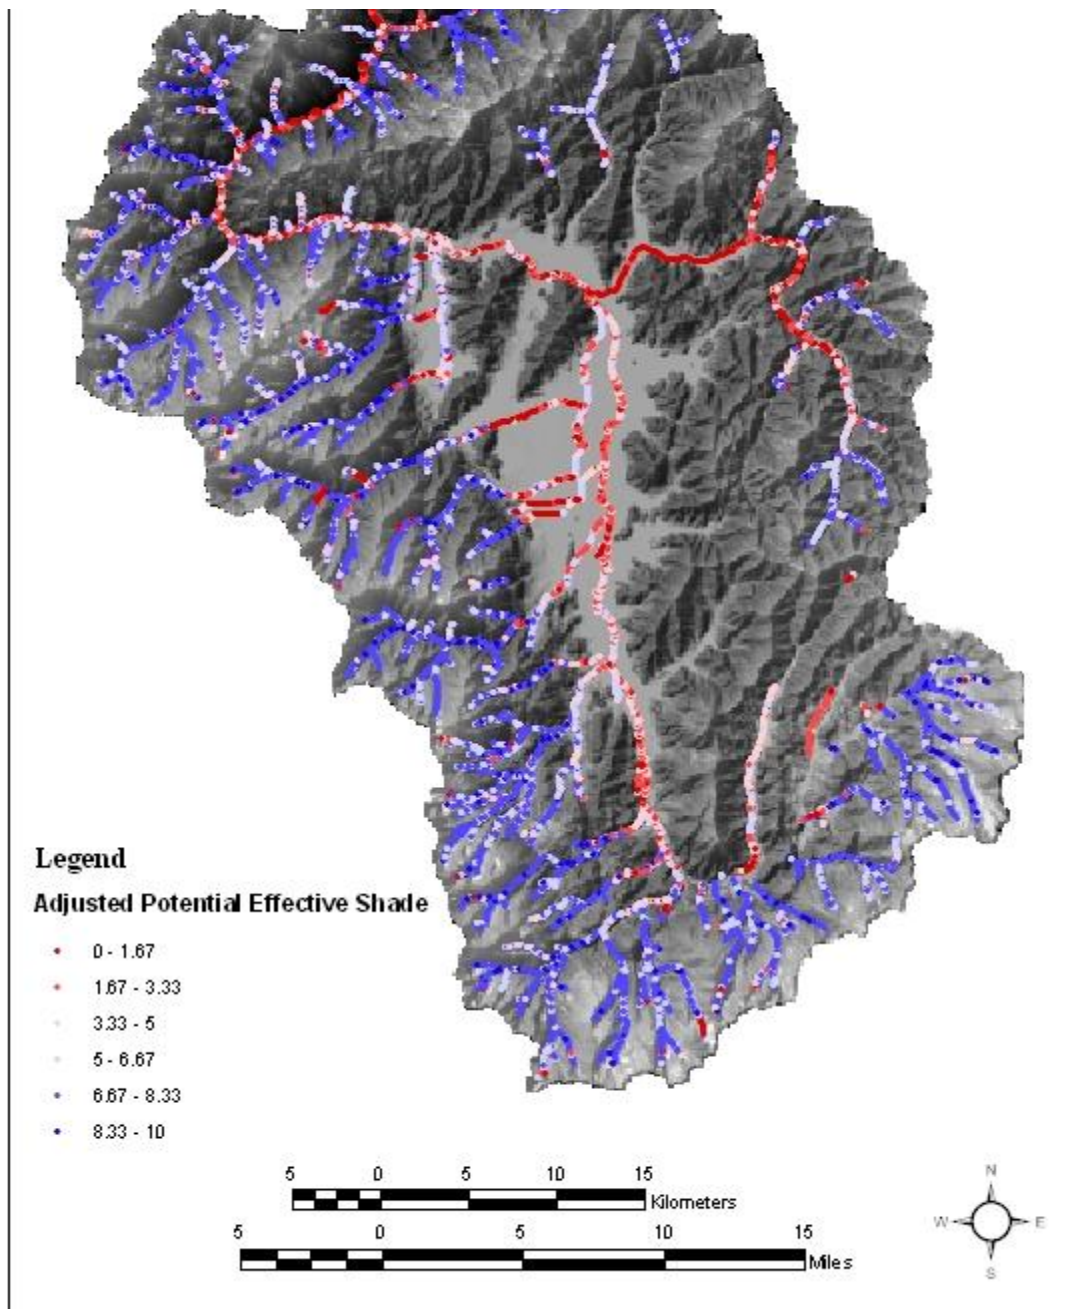 Legend
Adjusted Potential Effective Shade
0 - 1.67
1.67 - 3.33
3.33 - 5
5 - 6.67
6.67 - 8.33
8.33 - 10
5 0 5 10 15
Kilometers
5 0 5 10 15
Miles
N
W E
S